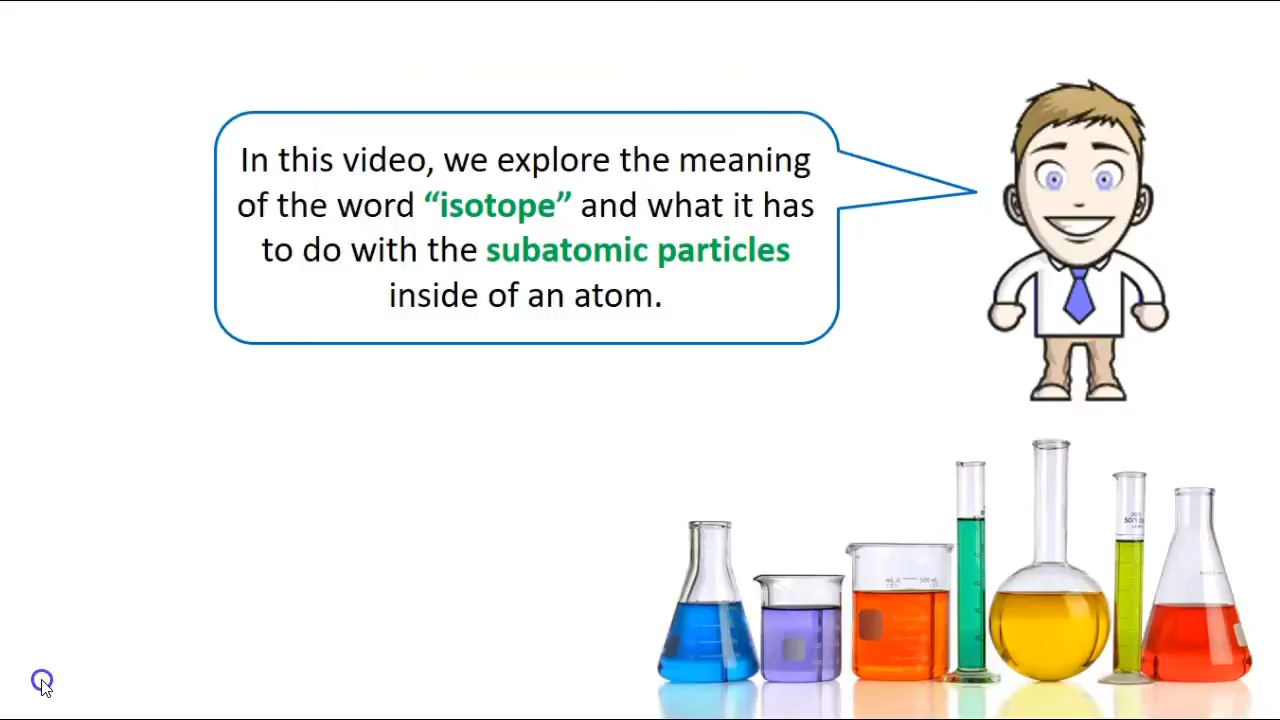 In this video, we explore the meaning
of the word “isotope” and what it has
to do with the subatomic particles
inside of an atom.